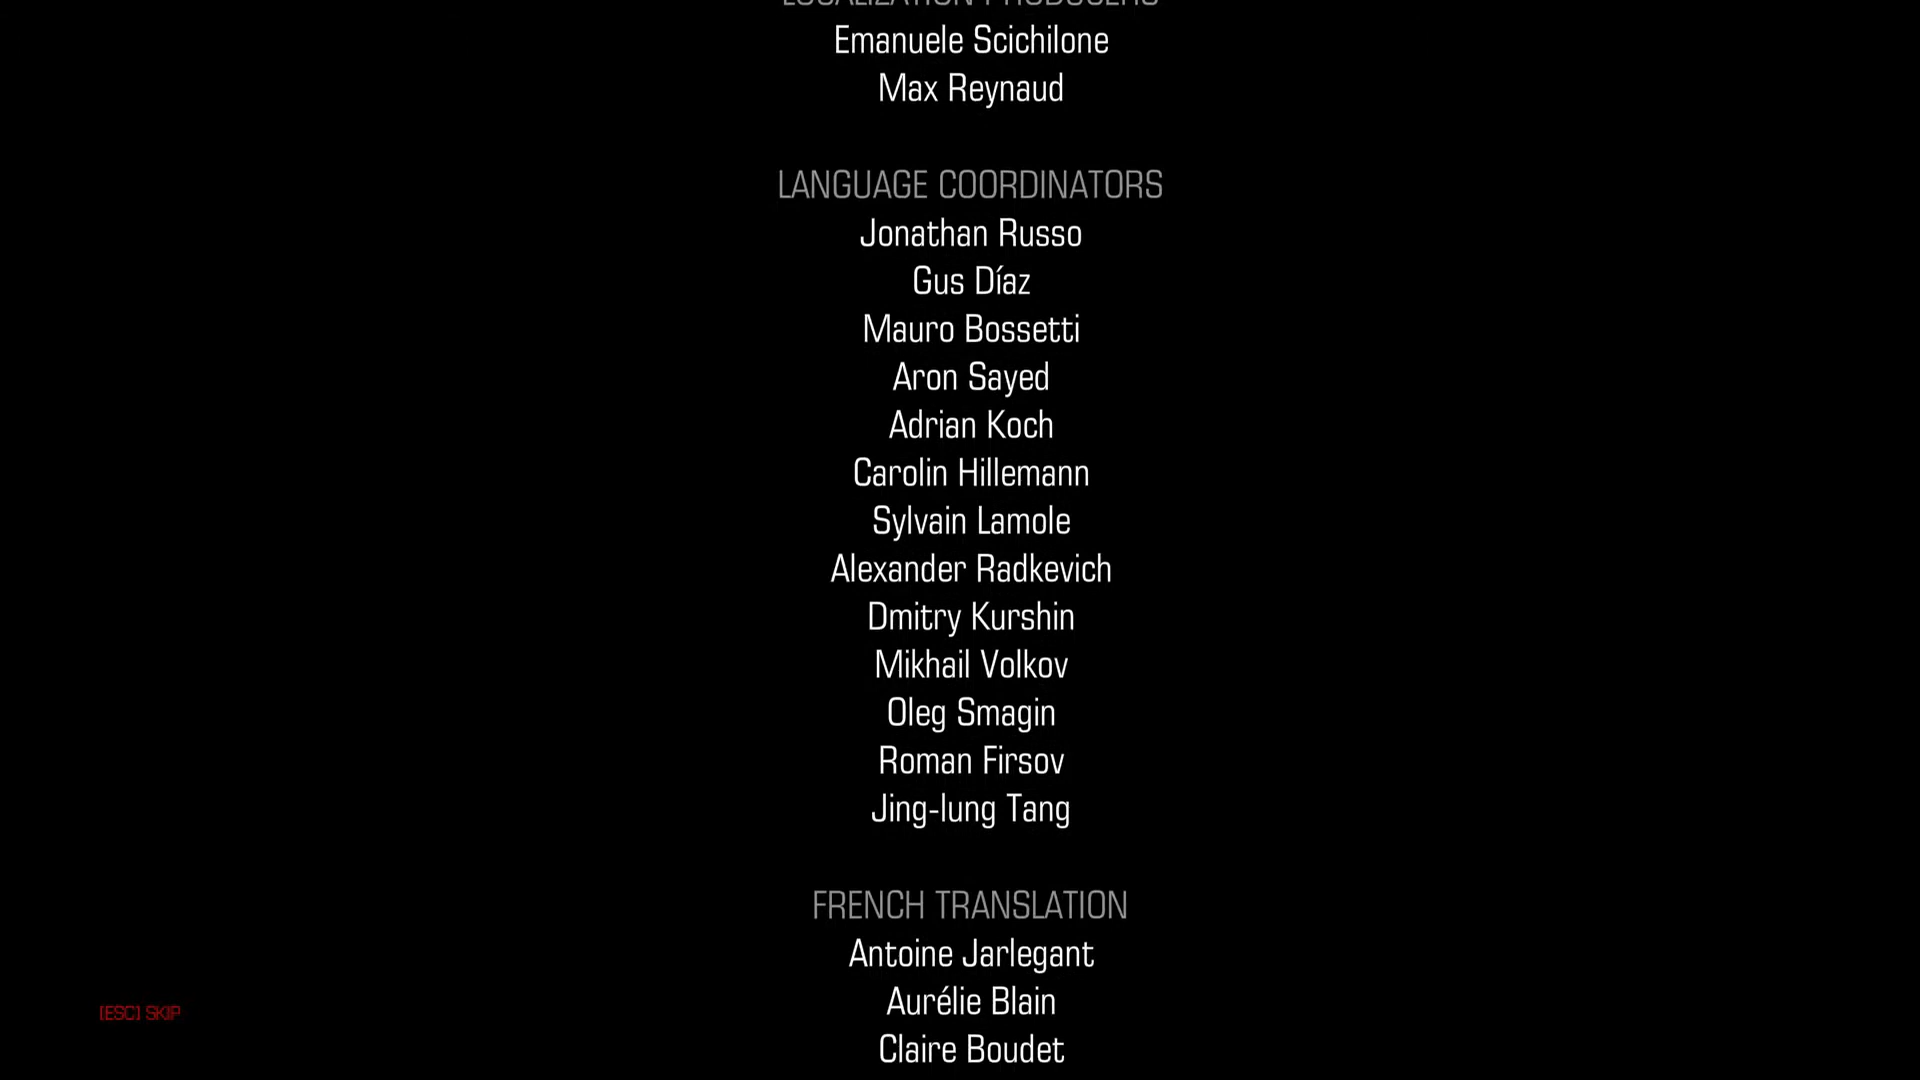 LOCALIZATION PRODUCERS
Emanuele Scichilone
Max Reynaud
LANGUAGE COORDINATORS
Jonathan Russo
Gus Díaz
Mauro Bossetti
Aron Sayed
Adrian Koch
Carolin Hillemann
Sylvain Lamole
Alexander Radkevich
Dmitry Kurshin
Mikhail Volkov
Oleg Smagin
Roman Firsov
Jing-lung Tang
FRENCH TRANSLATION
Antoine Jarlegant
Aurélie Blain
[ESC] SKIP
Claire Boudet